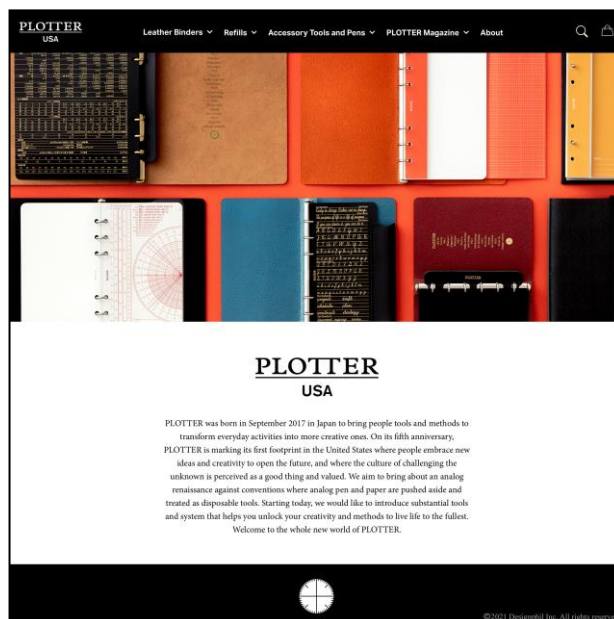 PLOTTER
USA
Leather Binders Refills Accessory Tools and Pens PLOTTER Magazine About
PLOTTER
USA
PLOTTER was born in September 2017 in Japan to bring people tools and methods to
transform everyday activities into more creative ones. On its fifth anniversary,
PLOTTER is marking its first footprint in the United States where people embrace new
ideas and creativity to open the future, and where the culture of challenging the
unknown is perceived as a good thing and valued. We aim to bring about an analog
renaissance against conventions where analog pen and paper are pushed aside and
treated as disposable tools. Starting today, we would like to introduce substantial tools
and system that helps you unlock your creativity and methods to live life to the fullest.
Welcome to the whole new world of PLOTTER.
©2021 Designphil Inc. All rights reserve